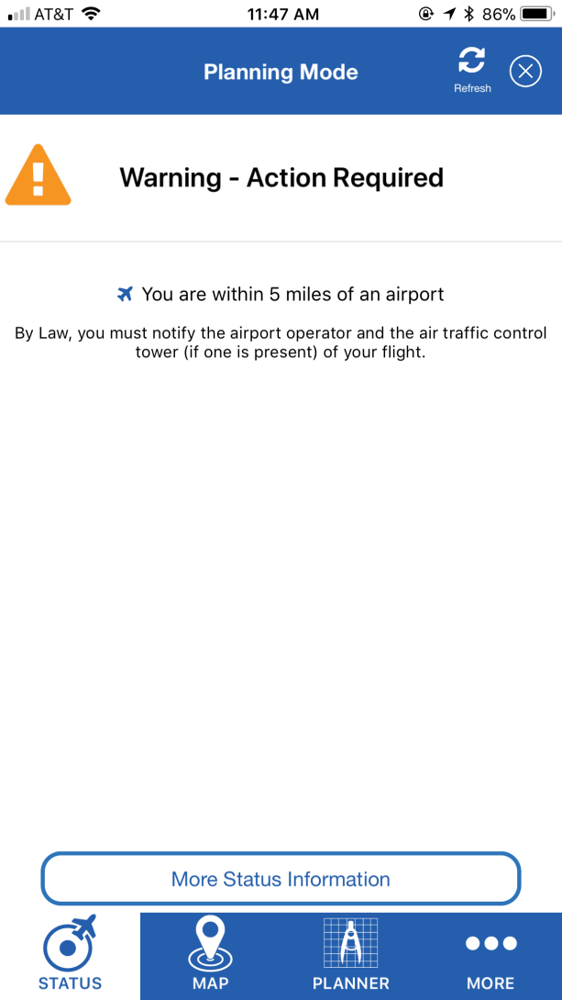 AT&T 11:47 AM 86%
Planning Mode
Refresh
Warning - Action Required
You are within 5 miles of an airport
By Law, you must notify the airport operator and the air traffic control
tower (if one is present) of your flight.
More Status Information
STATUS MAP PLANNER MORE